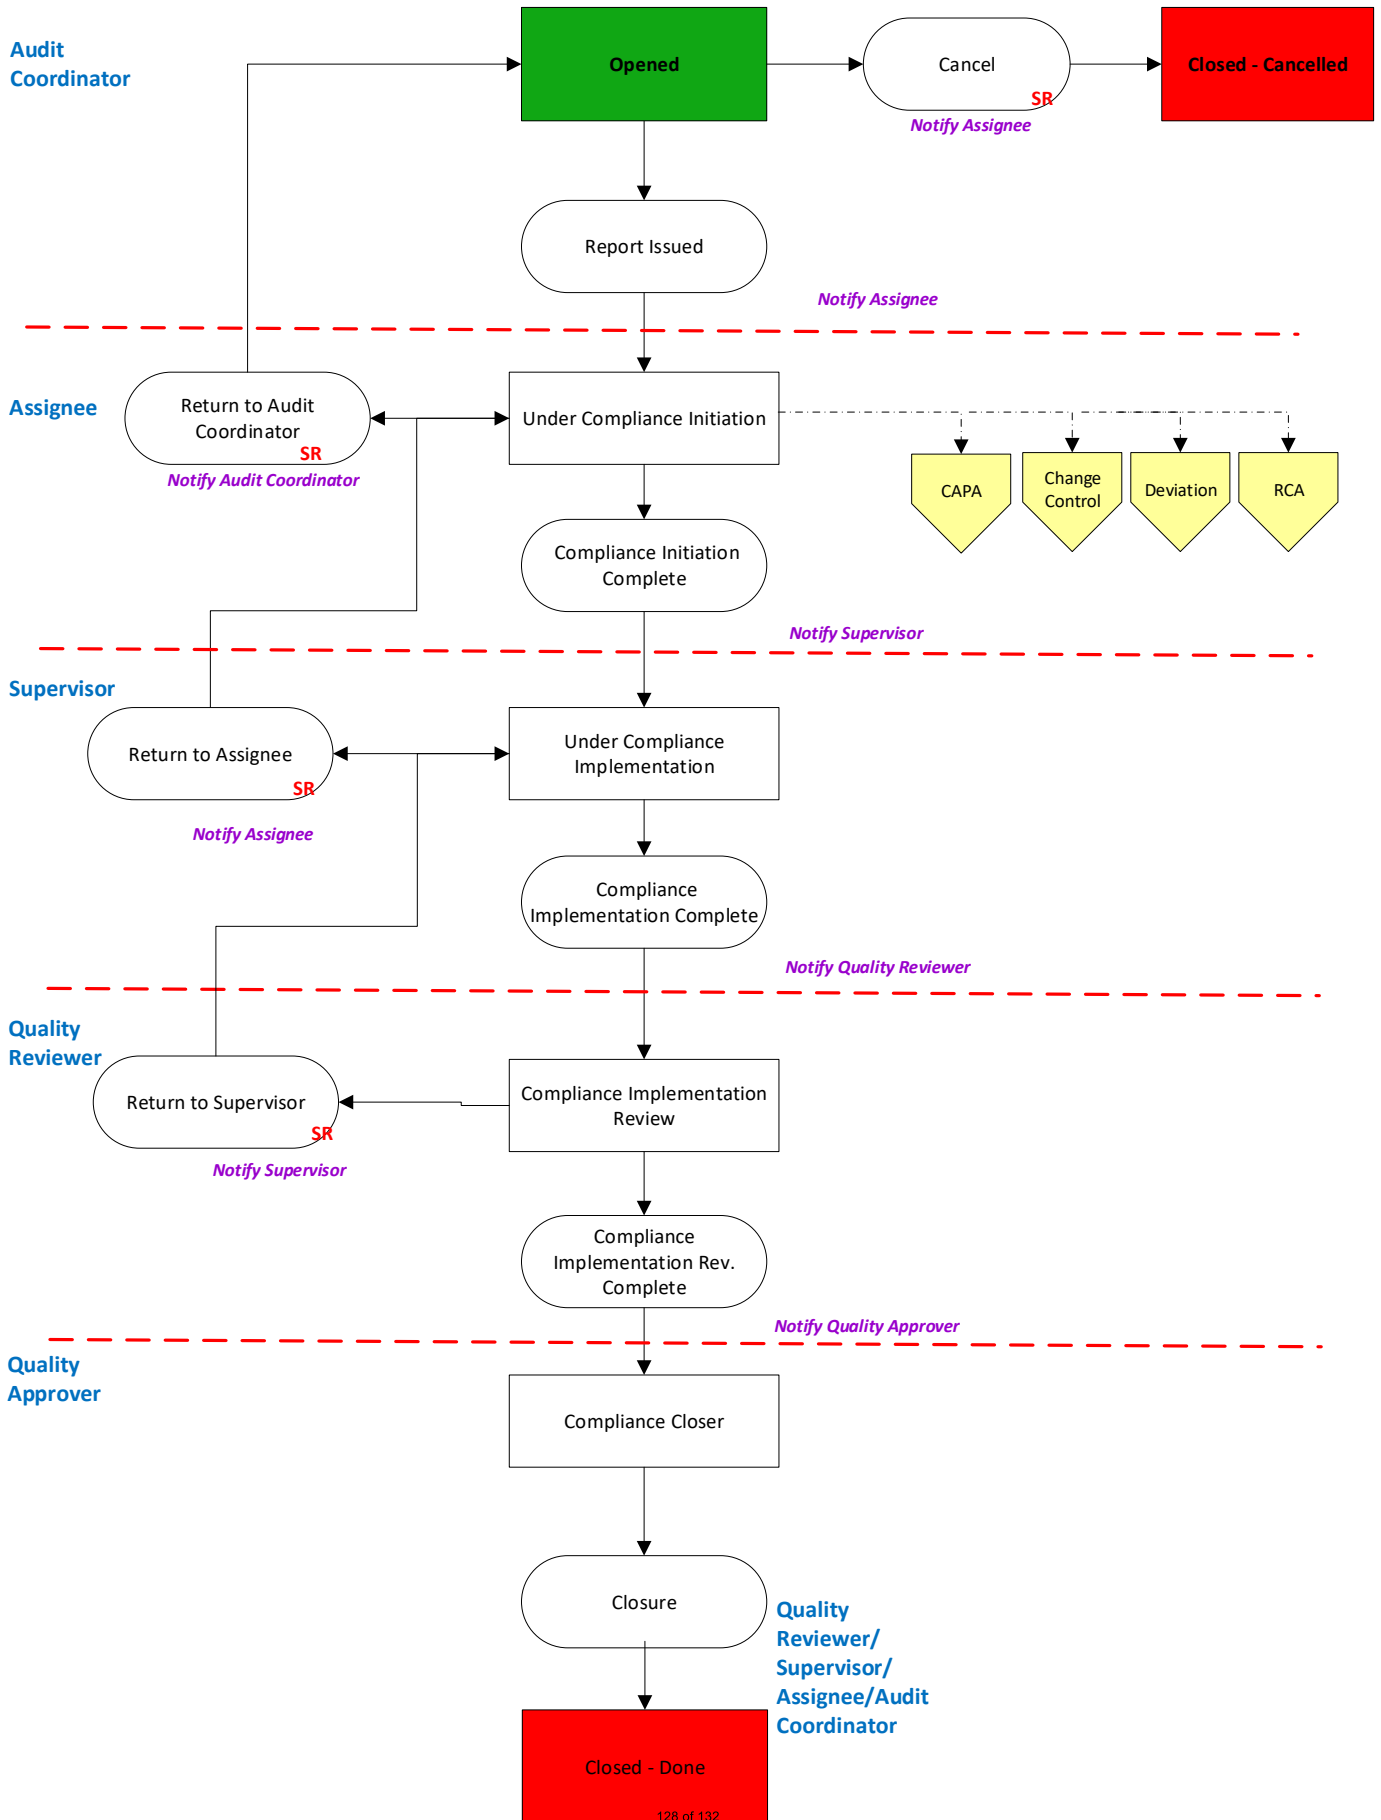 Audit
Coordinator
Opened
Cancel
SR
Notify Assignee
Closed - Cancelled
Report Issued
Notify Assignee
Assignee
Return to Audit
Coordinator
SR
Notify Audit Coordinator
Under Compliance Initiation
CAPA
Change
Control
Deviation
RCA
Compliance Initiation
Complete
Notify Supervisor
Supervisor
Return to Assignee
SR
Notify Assignee
Under Compliance
Implementation
Compliance
Implementation Complete
Notify Quality Reviewer
Quality
Reviewer
Return to Supervisor
SR
Notify Supervisor
Compliance Implementation
Review
Compliance
Implementation Rev.
Complete
Notify Quality Approver
Quality
Approver
Compliance Closer
Closure
Quality
Reviewer/
Supervisor/
Assignee/Audit
Coordinator
Closed - Done
128 of 132